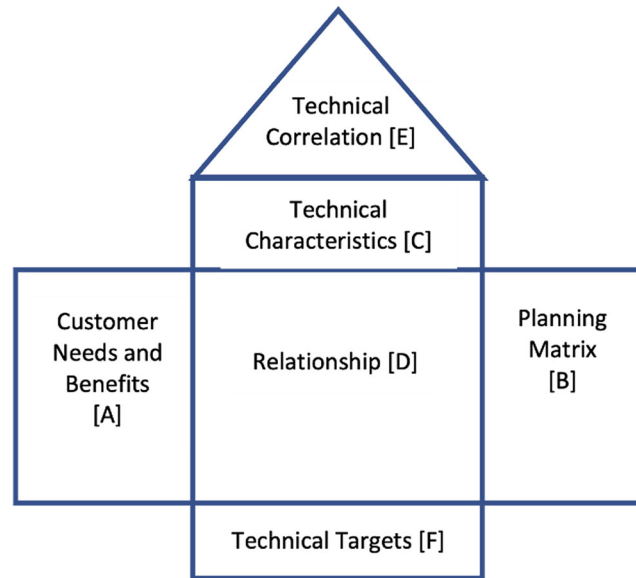 Technical
Correlation [E]
Technical
Characteristics [C]
Customer
Needs and
Benefits
[A]
Relationship [D]
Planning
Matrix
[B]
Technical Targets [F]